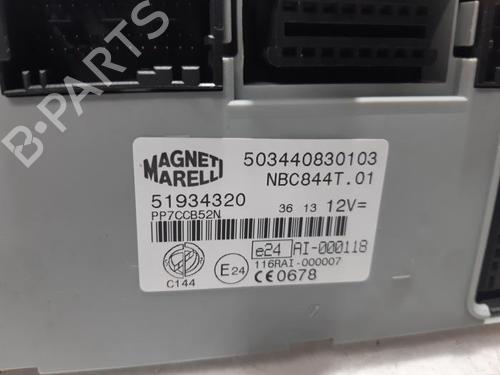 MAGNETI
MARELLI
503440830103
NBC844T.01
51934320
PP7CCB52N
36 13 12V=
e24 AI-000118
116RAI-000007
C144
E24
CE0678
B-Parts